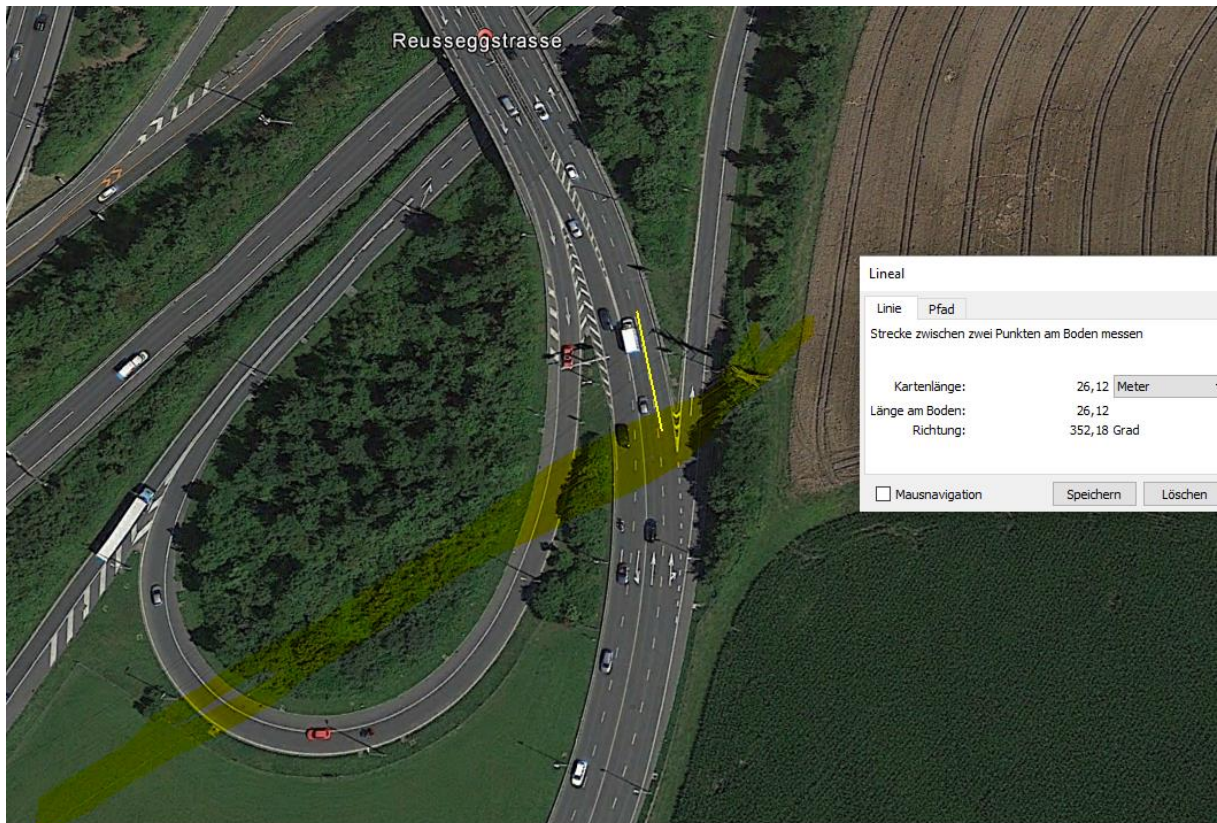 Reusseggstrasse
Lineal
Linie Pfad
Strecke zwischen zwei Punkten am Boden messen
Kartenlänge: 26,12 Meter
Länge am Boden: 26,12
Richtung: 352,18 Grad
Mausnavigation Speichern Löschen